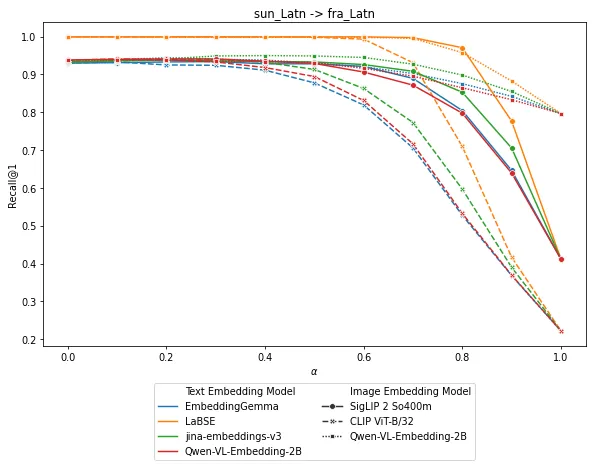 sun_Latn -> fra_Latn
Recall@1
1.0
0.9
0.8
0.7
0.6
0.5
0.4
0.3
0.2
0.0 0.2 0.4 0.6 0.8 1.0
α
Text Embedding Model Image Embedding Model
EmbeddingGemma SigLIP 2 So400m
LaBSE CLIP ViT-B/32
jina-embeddings-v3 Qwen-VL-Embedding-2B
Qwen-VL-Embedding-2B